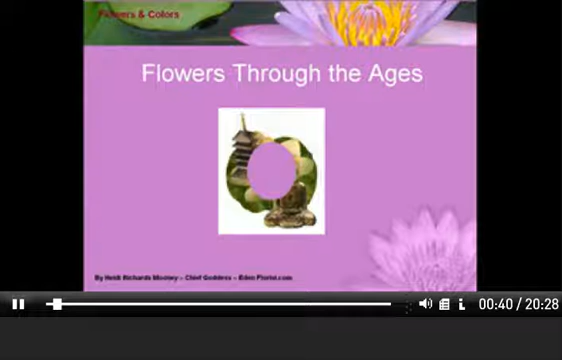 Flowers & Colors
Flowers Through the Ages
By Heidi Richards Mooney – Chief Goddess – Eden Florist.com
00:40 / 20:28